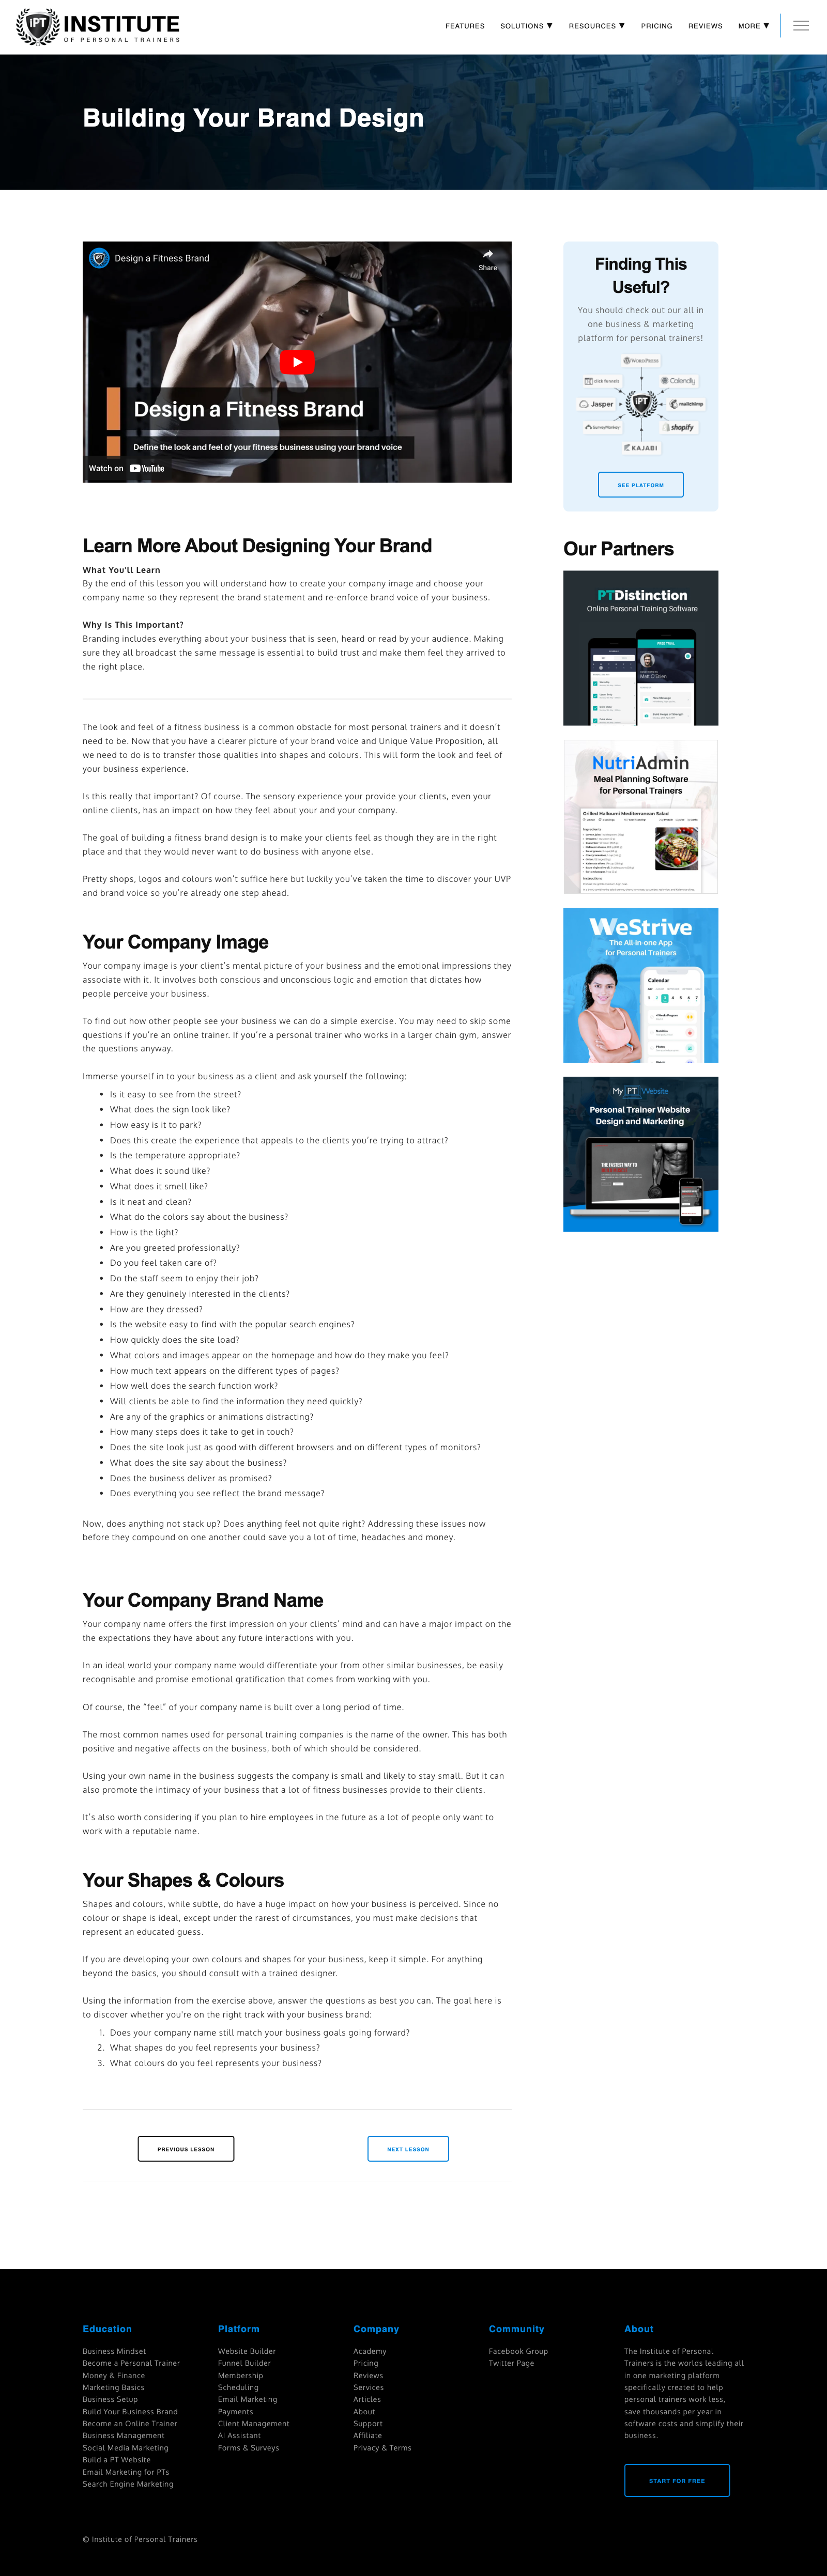 iPT INSTITUTE
OF PERSONAL TRAINERS
FEATURES SOLUTIONS ▼ RESOURCES ▼ PRICING REVIEWS MORE ▼
Building Your Brand Design
iPT
Design a Fitness Brand
Share
Design a Fitness Brand
Define the look and feel of your fitness business using your brand voice
Watch on YouTube
Learn More About Designing Your Brand
What You'll Learn
By the end of this lesson you will understand how to create your company image and choose your
company name so they represent the brand statement and re-enforce brand voice of your business.
Why Is This Important?
Branding includes everything about your business that is seen, heard or read by your audience. Making
sure they all broadcast the same message is essential to build trust and make them feel they arrived to
the right place.
The look and feel of a fitness business is a common obstacle for most personal trainers and it doesn't
need to be. Now that you have a clearer picture of your brand voice and Unique Value Proposition, all
we need to do is to transfer those qualities into shapes and colours. This will form the look and feel of
your business experience.
Is this really that important? Of course. The sensory experience your provide your clients, even your
online clients, has an impact on how they feel about your and your company.
The goal of building a fitness brand design is to make your clients feel as though they are in the right
place and that they would never want to do business with anyone else.
Pretty shops, logos and colours won't suffice here but luckily you've taken the time to discover your UVP
and brand voice so you're already one step ahead.
Your Company Image
Your company image is your client's mental picture of your business and the emotional impressions they
associate with it. It involves both conscious and unconscious logic and emotion that dictates how
people perceive your business.
To find out how other people see your business we can do a simple exercise. You may need to skip some
questions if you're an online trainer. If you're a personal trainer who works in a larger chain gym, answer
the questions anyway.
Immerse yourself in to your business as a client and ask yourself the following:
• Is it easy to see from the street?
• What does the sign look like?
• How easy is it to park?
• Does this create the experience that appeals to the clients you're trying to attract?
• Is the temperature appropriate?
• What does it sound like?
• What does it smell like?
• Is it neat and clean?
• What do the colors say about the business?
• How is the light?
• Are you greeted professionally?
• Do you feel taken care of?
• Do the staff seem to enjoy their job?
• Are they genuinely interested in the clients?
• How are they dressed?
• Is the website easy to find with the popular search engines?
• How quickly does the site load?
• What colors and images appear on the homepage and how do they make you feel?
• How much text appears on the different types of pages?
• How well does the search function work?
• Will clients be able to find the information they need quickly?
• Are any of the graphics or animations distracting?
• How many steps does it take to get in touch?
• Does the site look just as good with different browsers and on different types of monitors?
• What does the site say about the business?
• Does the business deliver as promised?
• Does everything you see reflect the brand message?
Now, does anything not stack up? Does anything feel not quite right? Addressing these issues now
before they compound on one another could save you a lot of time, headaches and money.
Your Company Brand Name
Your company name offers the first impression on your clients' mind and can have a major impact on the
the expectations they have about any future interactions with you.
In an ideal world your company name would differentiate your from other similar businesses, be easily
recognisable and promise emotional gratification that comes from working with you.
Of course, the "feel" of your company name is built over a long period of time.
The most common names used for personal training companies is the name of the owner. This has both
positive and negative affects on the business, both of which should be considered.
Using your own name in the business suggests the company is small and likely to stay small. But it can
also promote the intimacy of your business that a lot of fitness businesses provide to their clients.
It's also worth considering if you plan to hire employees in the future as a lot of people only want to
work with a reputable name.
Your Shapes & Colours
Shapes and colours, while subtle, do have a huge impact on how your business is perceived. Since no
colour or shape is ideal, except under the rarest of circumstances, you must make decisions that
represent an educated guess.
If you are developing your own colours and shapes for your business, keep it simple. For anything
beyond the basics, you should consult with a trained designer.
Using the information from the exercise above, answer the questions as best you can. The goal here is
to discover whether you're on the right track with your business brand:
1. Does your company name still match your business goals going forward?
2. What shapes do you feel represents your business?
3. What colours do you feel represents your business?
PREVIOUS LESSON
NEXT LESSON
Finding This
Useful?
You should check out our all in
one business & marketing
platform for personal trainers!
WORDPRESS
click funnels
Calendly
Jasper
iPT
mailchimp
SurveyMonkey
shopify
KAJABI
SEE PLATFORM
Our Partners
PTDistinction
Online Personal Training Software
FREE TRIAL
NutriAdmin
Meal Planning Software
for Personal Trainers
Grilled Halloumi Mediterranean Salad
Ingredients
WeStrive
The All-in-one App
for Personal Trainers
Calendar
My PT Website
Personal Trainer Website
Design and Marketing
THE FASTEST WAY TO
Education
Business Mindset
Become a Personal Trainer
Money & Finance
Marketing Basics
Business Setup
Build Your Business Brand
Become an Online Trainer
Business Management
Social Media Marketing
Build a PT Website
Email Marketing for PTs
Search Engine Marketing
Platform
Website Builder
Funnel Builder
Membership
Scheduling
Email Marketing
Payments
Client Management
AI Assistant
Forms & Surveys
Company
Academy
Pricing
Reviews
Services
Articles
About
Support
Affiliate
Privacy & Terms
Community
Facebook Group
Twitter Page
About
The Institute of Personal
Trainers is the worlds leading all
in one marketing platform
specifically created to help
personal trainers work less,
save thousands per year in
software costs and simplify their
business.
START FOR FREE
© Institute of Personal Trainers